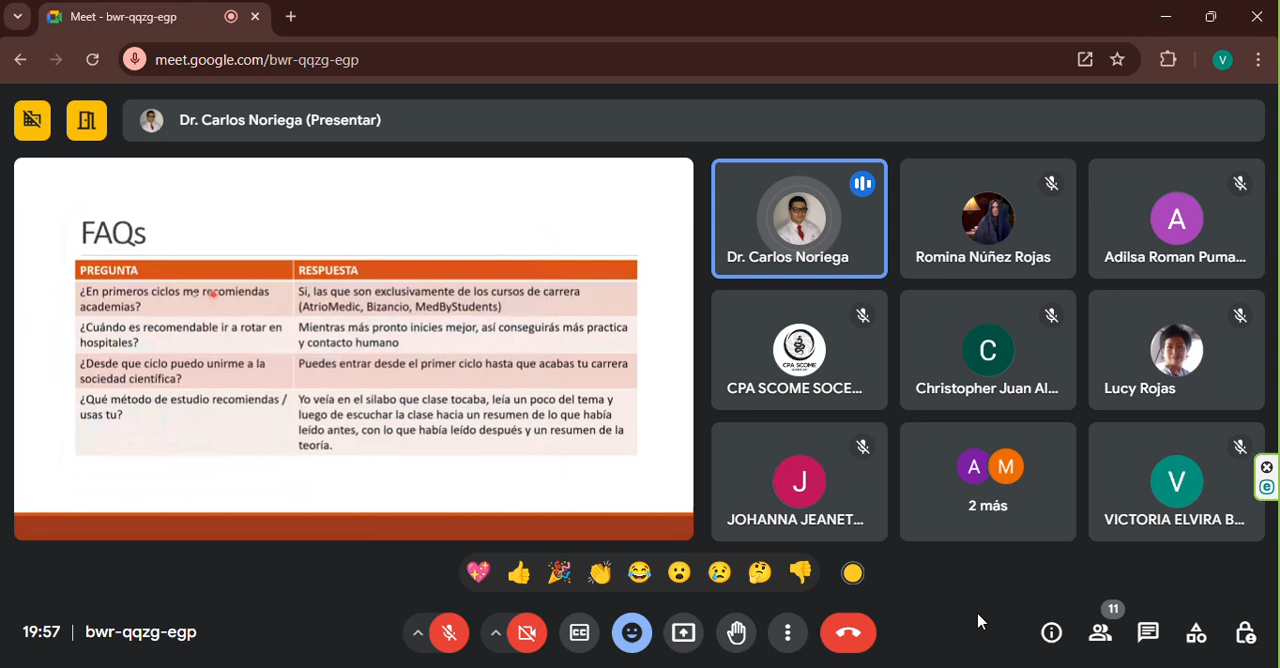 Meet - bwr-qqzg-egp
meet.google.com/bwr-qqzg-egp
V
Dr. Carlos Noriega (Presentar)
FAQs
PREGUNTA
RESPUESTA
¿En primeros ciclos me recomiendas
academias?
Si, las que son exclusivamente de los cursos de carrera
(AtrioMedic, Bizancio, MedByStudents)
¿Cuándo es recomendable ir a rotar en
hospitales?
Mientras más pronto inicies mejor, así conseguirás más practica
y contacto humano
¿Desde que ciclo puedo unirme a la
sociedad científica?
Puedes entrar desde el primer ciclo hasta que acabas tu carrera
¿Qué método de estudio recomiendas /
usas tu?
Yo veía en el silabo que clase tocaba, leía un poco del tema y
luego de escuchar la clase hacia un resumen de lo que había
leído antes, con lo que había leído después y un resumen de la
teoría.
Dr. Carlos Noriega
Romina Núñez Rojas
A
Adilsa Roman Puma...
CPA SCOME
CPA SCOME SOCE...
C
Christopher Juan Al...
Lucy Rojas
J
JOHANNA JEANET...
A M
2 más
V
VICTORIA ELVIRA B...
19:57 | bwr-qqzg-egp
11